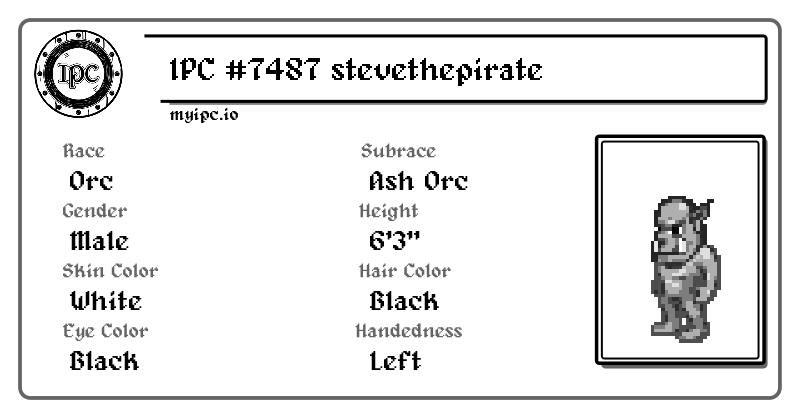 IPC
IPC #7487 stevethepirate
myipc.io
Race
Orc
Subrace
Ash Orc
Gender
Male
Height
6'3"
Skin Color
White
Hair Color
Black
Eye Color
Black
Handedness
Left